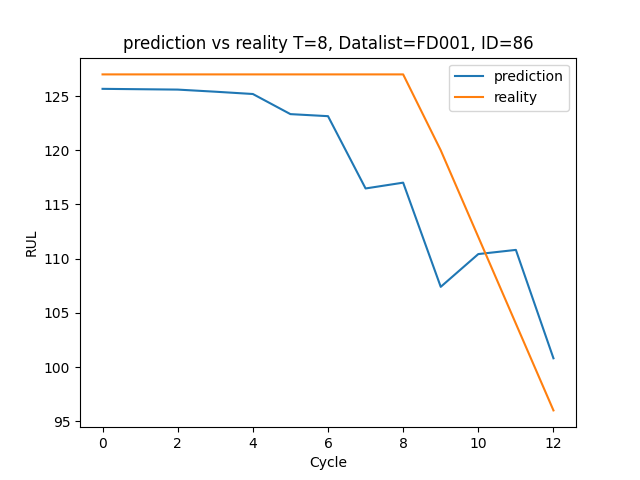 prediction vs reality T=8, Datalist=FD001, ID=86
prediction
reality
RUL
125
120
115
110
105
100
95
0 2 4 6 8 10 12
Cycle